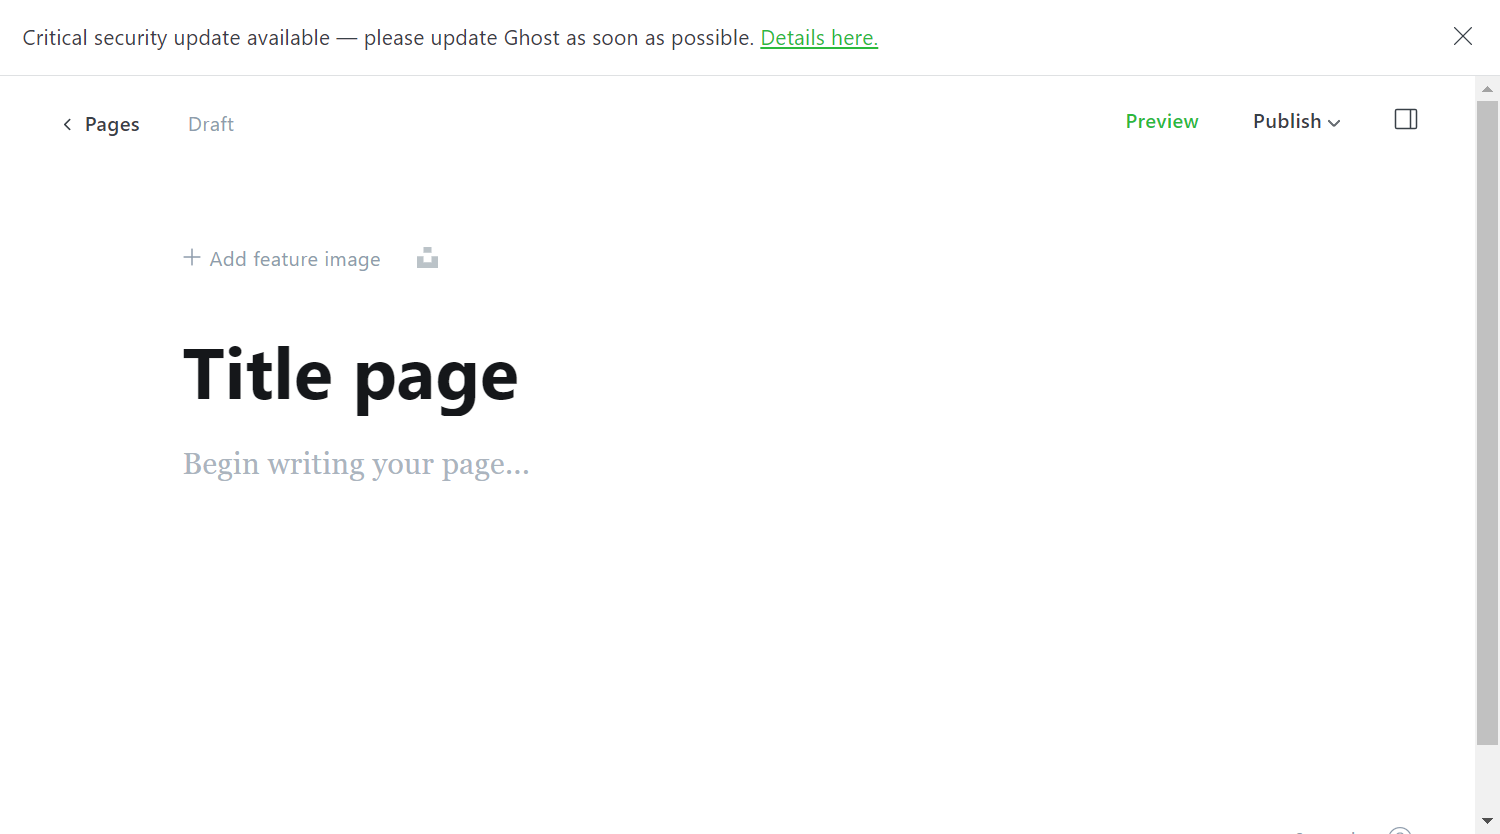 Critical security update available — please update Ghost as soon as possible. Details here.
Pages
Draft
Preview
Publish
Add feature image
Title page
Begin writing your page...